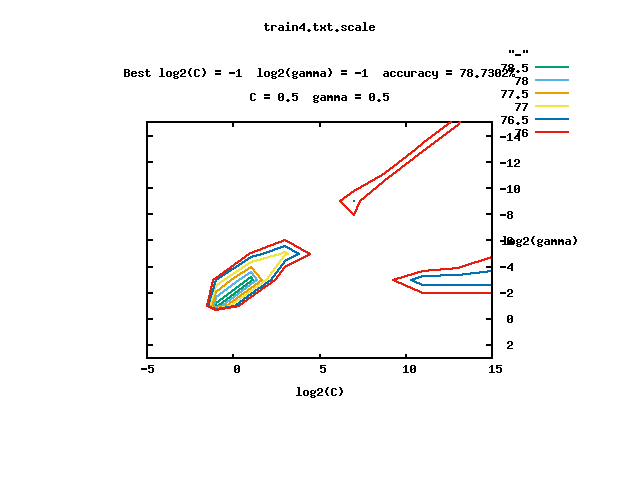 train4.txt.scale
"-"
Best log2(C) = -1  log2(gamma) = -1  accuracy = 78.7302%
C = 0.5  gamma = 0.5
78.5
78
77.5
77
76.5
76
-14
-12
-10
-8
-6
log2(gamma)
-4
-2
0
2
-5 0 5 10 15
log2(C)